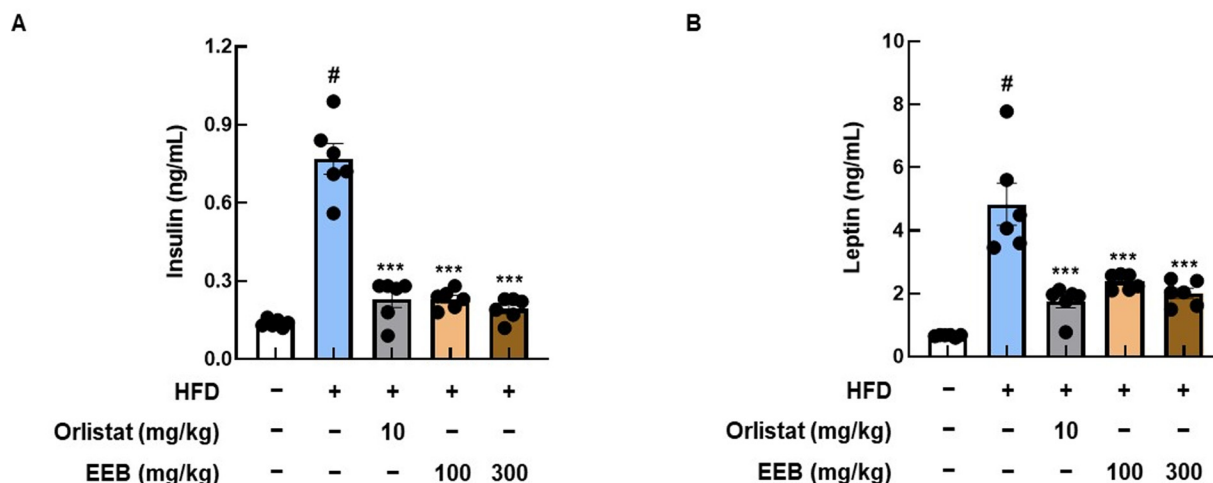 A
Insulin (ng/mL)
1.2
0.9
0.6
0.3
0.0
#
***
***
***
HFD − + + + +
Orlistat (mg/kg) − − 10 − −
EEB (mg/kg) − − − 100 300
B
Leptin (ng/mL)
10
8
6
4
2
0
#
***
***
***
HFD − + + + +
Orlistat (mg/kg) − − 10 − −
EEB (mg/kg) − − − 100 300